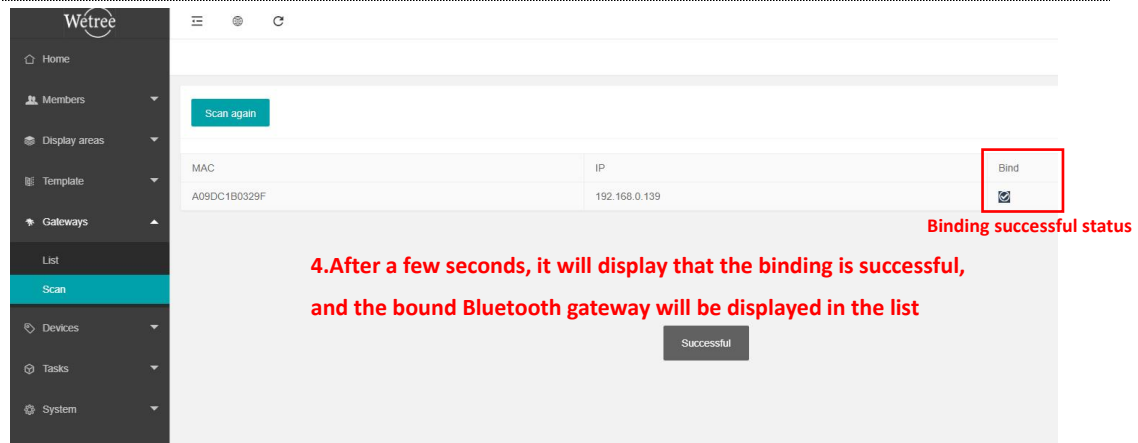 Wetree
Home
Members
Display areas
Template
Gateways
List
Scan
Devices
Tasks
System
Scan again
MAC IP Bind
A09DC1B0329F 192.168.0.139
Binding successful status
4.After a few seconds, it will display that the binding is successful,
and the bound Bluetooth gateway will be displayed in the list
Successful